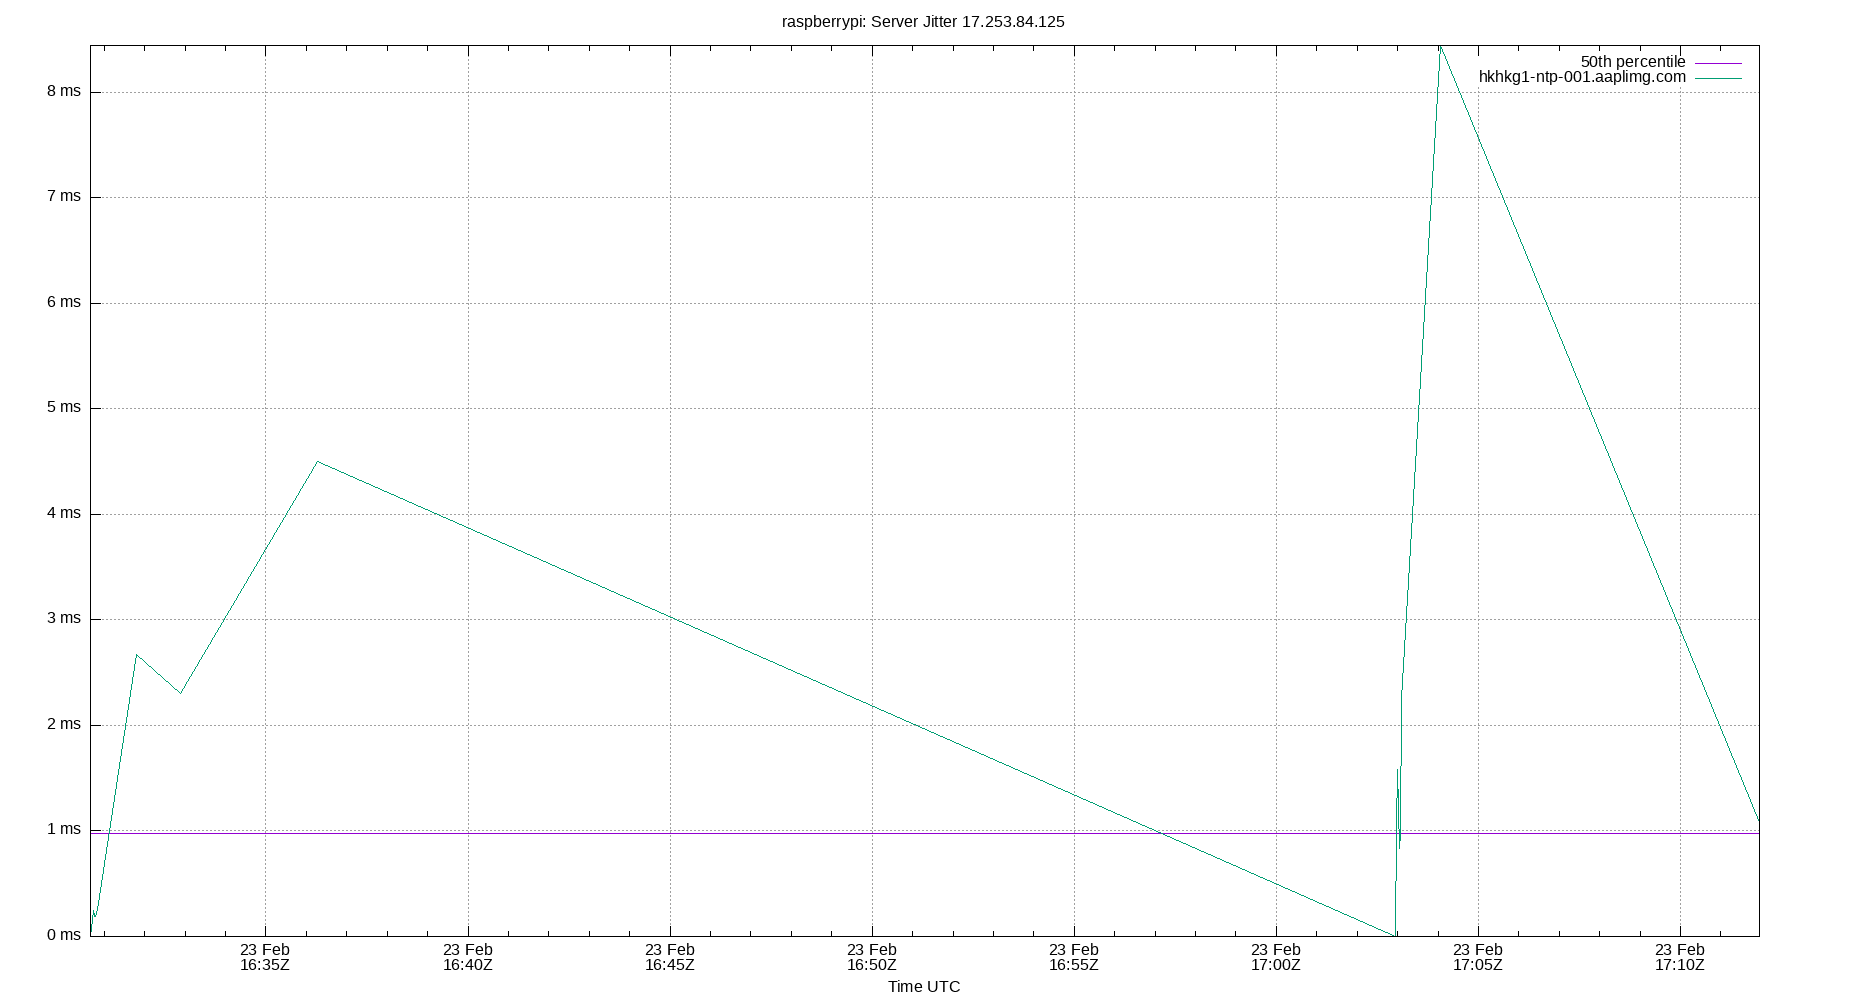 raspberrypi: Server Jitter 17.253.84.125
50th percentile
hkhkg1-ntp-001.aaplimg.com
8 ms
7 ms
6 ms
5 ms
4 ms
3 ms
2 ms
1 ms
0 ms
23 Feb 23 Feb 23 Feb 23 Feb 23 Feb 23 Feb 23 Feb 23 Feb
16:35Z 16:40Z 16:45Z 16:50Z 16:55Z 17:00Z 17:05Z 17:10Z
Time UTC